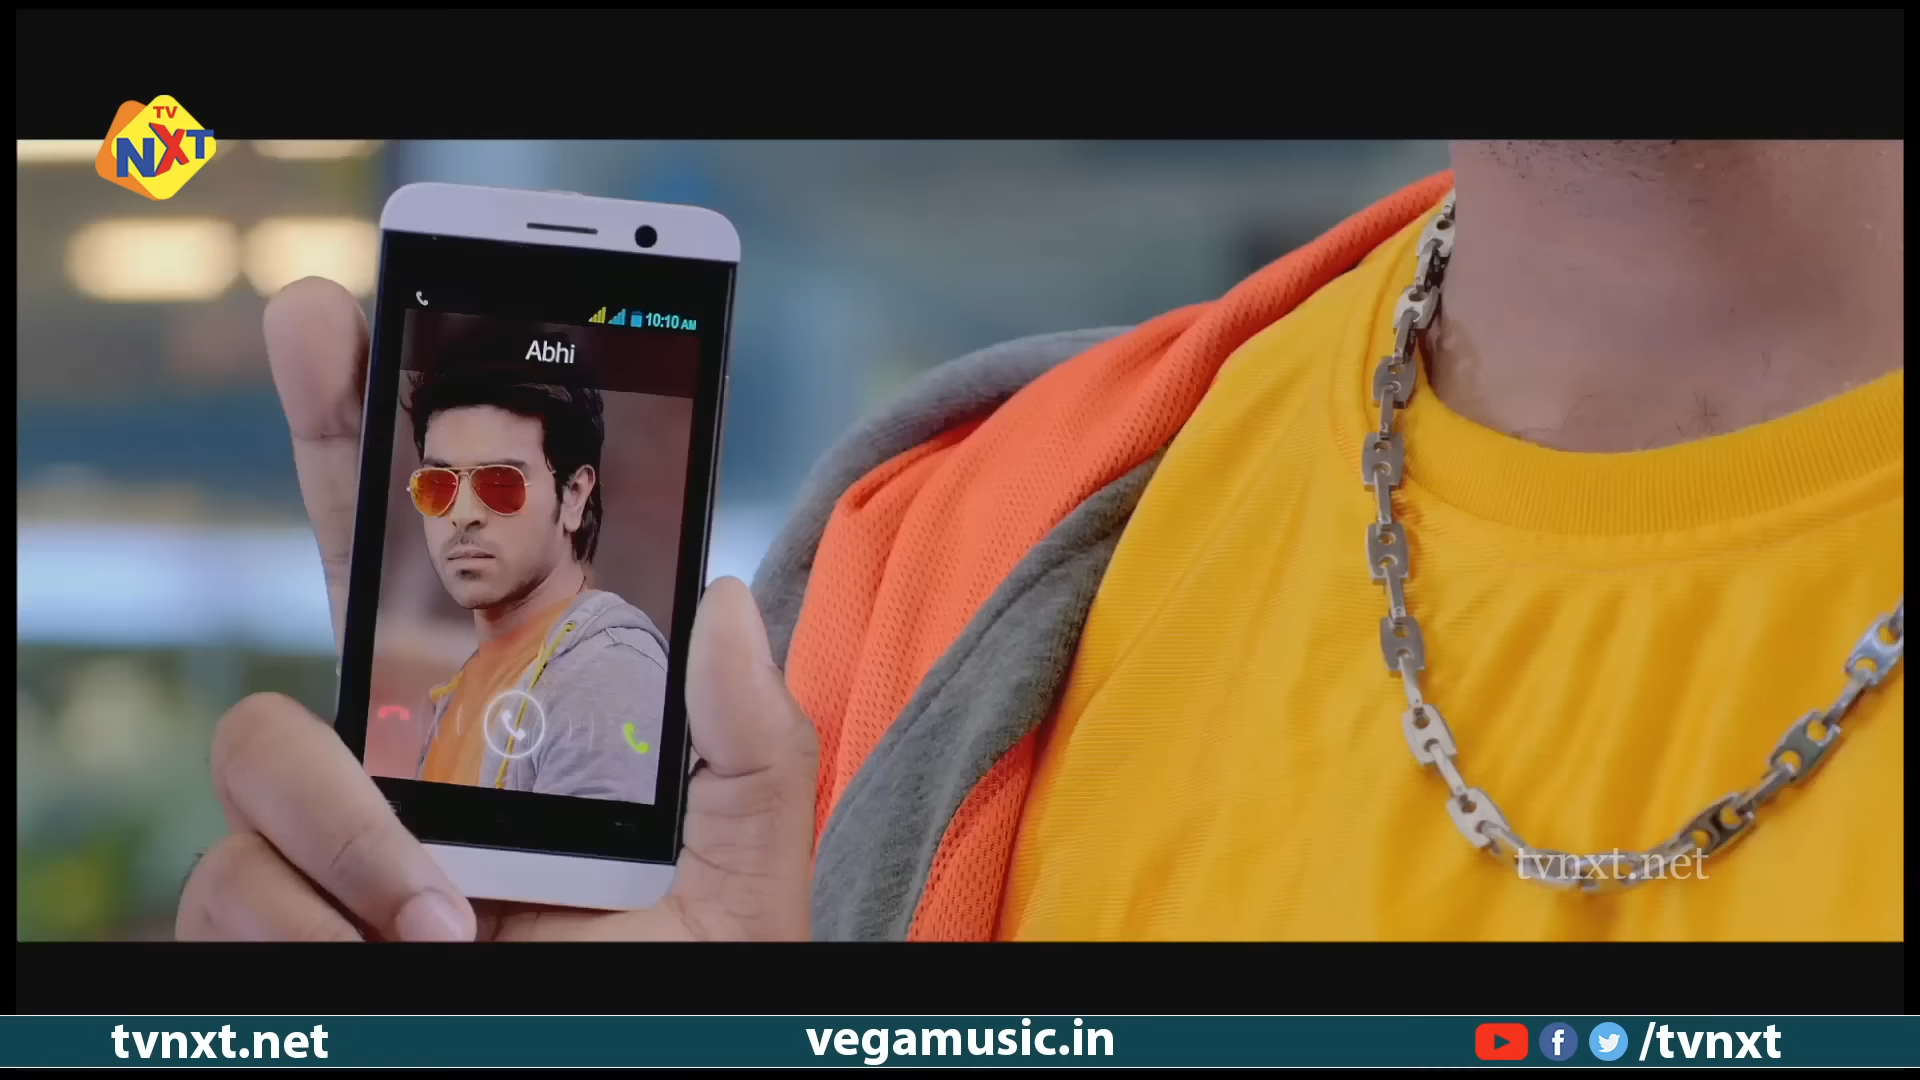 TV
NXT
10:10 AM
Abhi
tvnxt.net
tvnxt.net
vegamusic.in
/tvnxt